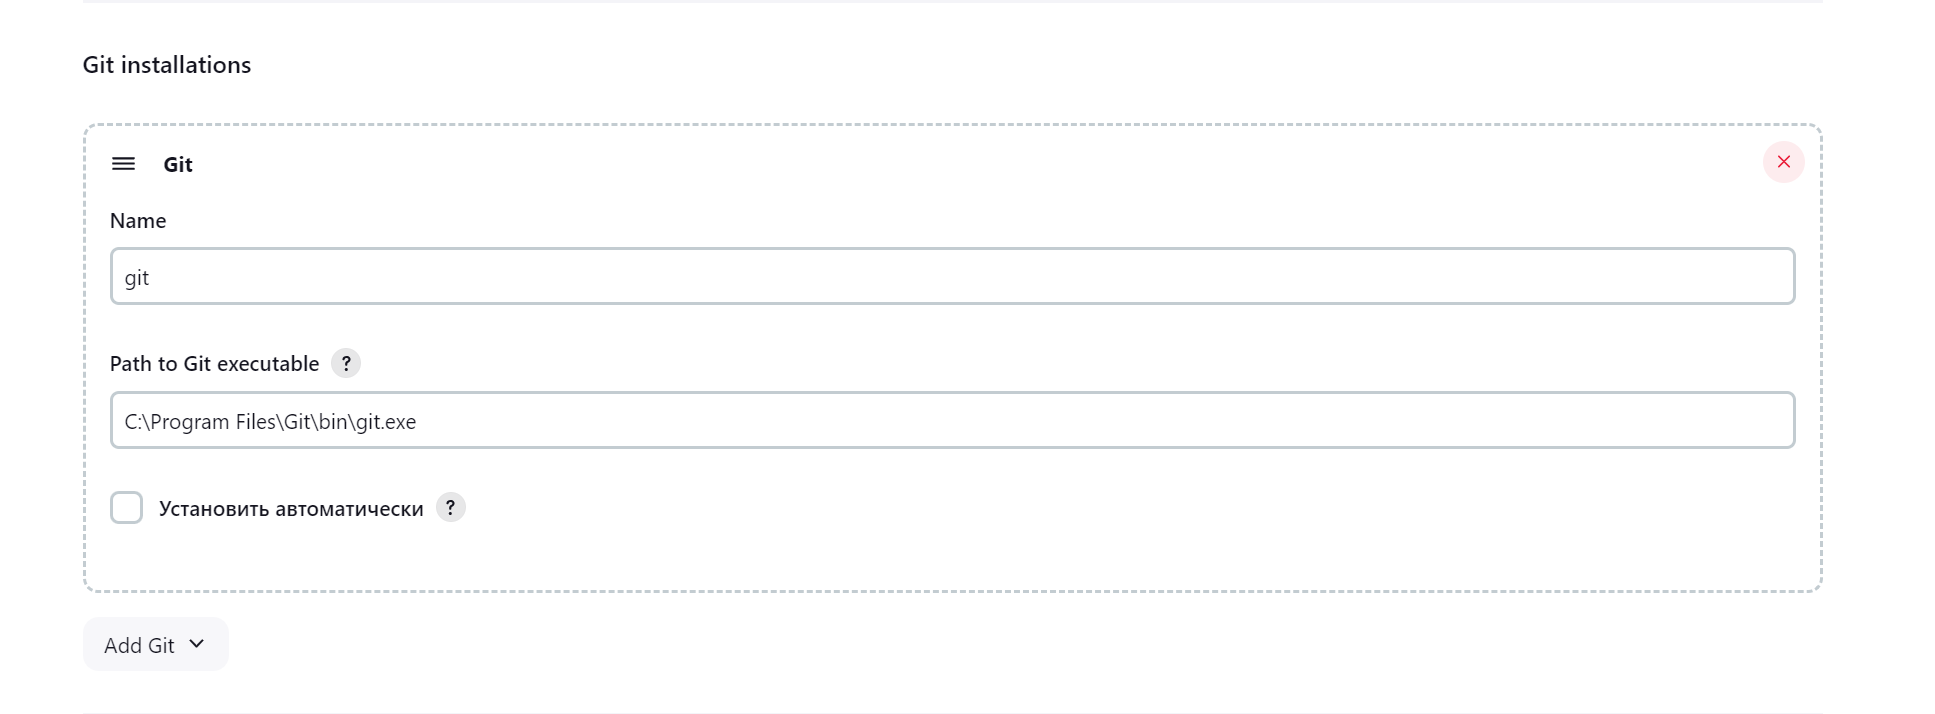 Git installations
Git
Name
git
Path to Git executable ?
C:\Program Files\Git\bin\git.exe
Установить автоматически ?
Add Git